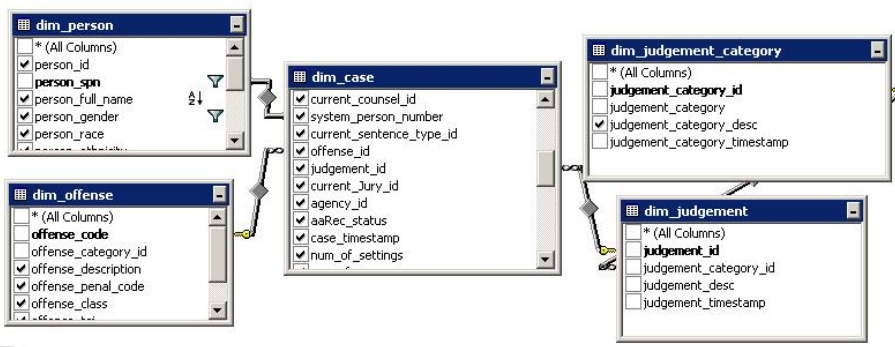 dim_person
* (All Columns)
person_id
person_spn
person_full_name
person_gender
person_race
person_ethnicity
dim_case
current_counsel_id
system_person_number
current_sentence_type_id
offense_id
judgement_id
current_Jury_id
agency_id
aaRec_status
case_timestamp
num_of_settings
dim_judgement_category
* (All Columns)
judgement_category_id
judgement_category
judgement_category_desc
judgement_category_timestamp
dim_offense
* (All Columns)
offense_code
offense_category_id
offense_description
offense_penal_code
offense_class
dim_judgement
* (All Columns)
judgement_id
judgement_category_id
judgement_desc
judgement_timestamp